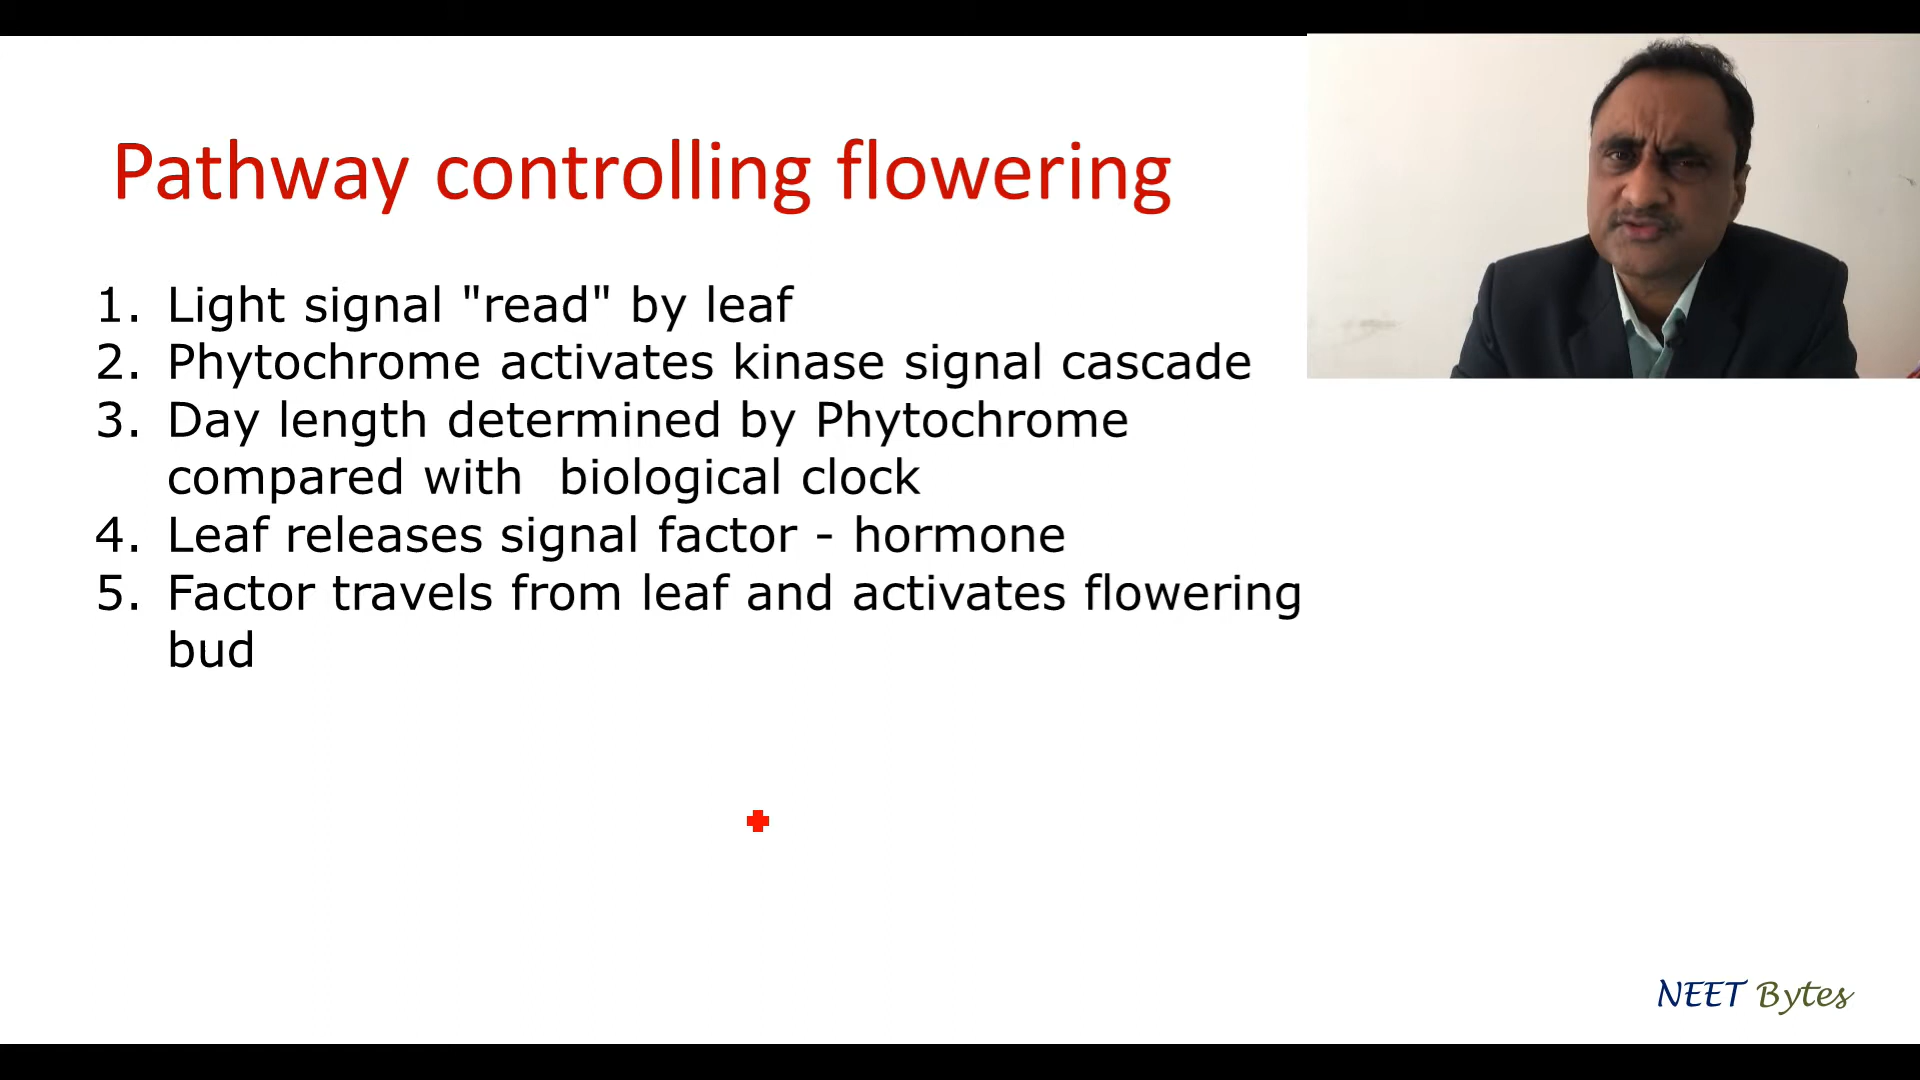 Pathway controlling flowering
1. Light signal "read" by leaf
2. Phytochrome activates kinase signal cascade
3. Day length determined by Phytochrome
compared with  biological clock
4. Leaf releases signal factor - hormone
5. Factor travels from leaf and activates flowering
bud
NEET Bytes